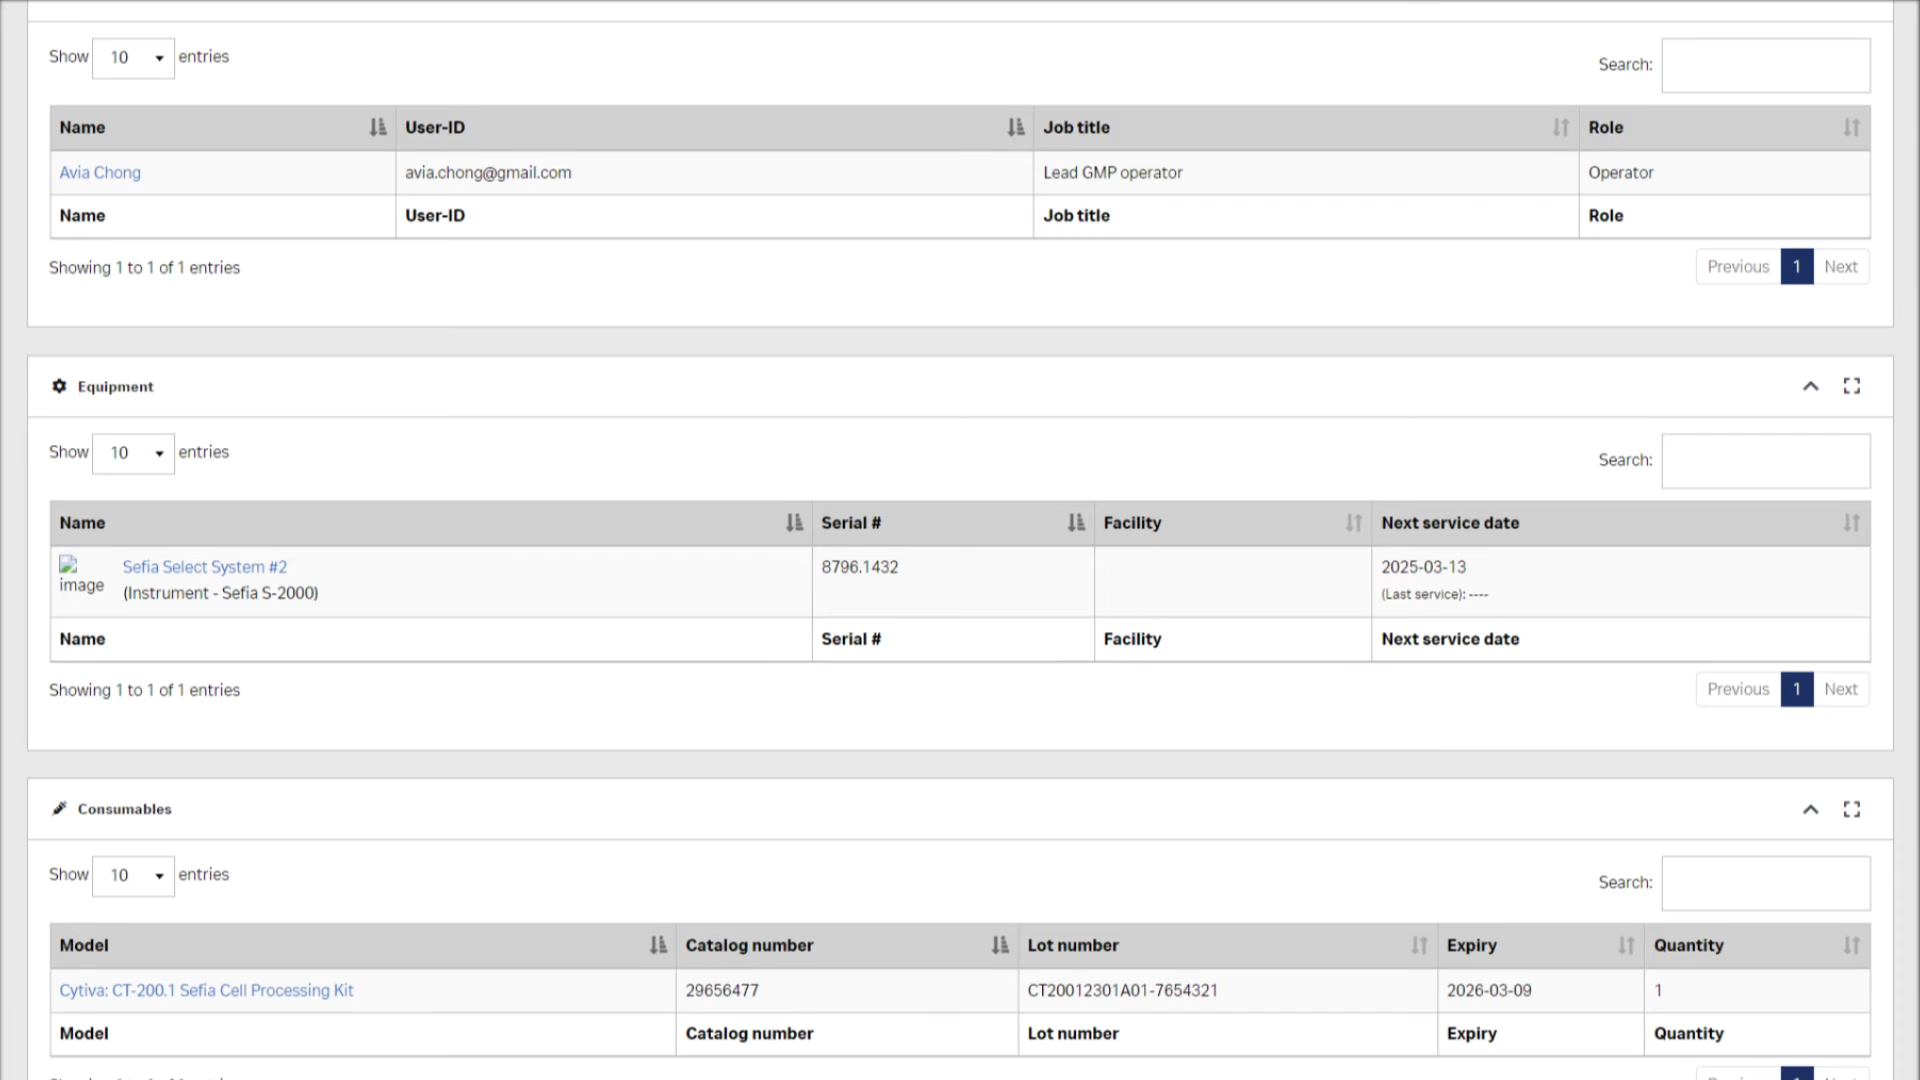 Show 10 entries
Search:
Name User-ID Job title Role
Avia Chong avia.chong@gmail.com Lead GMP operator Operator
Name User-ID Job title Role
Showing 1 to 1 of 1 entries
Previous 1 Next
Equipment
Show 10 entries
Search:
Name Serial # Facility Next service date
image Sefia Select System #2 8796.1432 2025-03-13
(Instrument - Sefia S-2000) (Last service): ----
Name Serial # Facility Next service date
Showing 1 to 1 of 1 entries
Previous 1 Next
Consumables
Show 10 entries
Search:
Model Catalog number Lot number Expiry Quantity
Cytiva: CT-200.1 Sefia Cell Processing Kit 29656477 CT20012301A01-7654321 2026-03-09 1
Model Catalog number Lot number Expiry Quantity